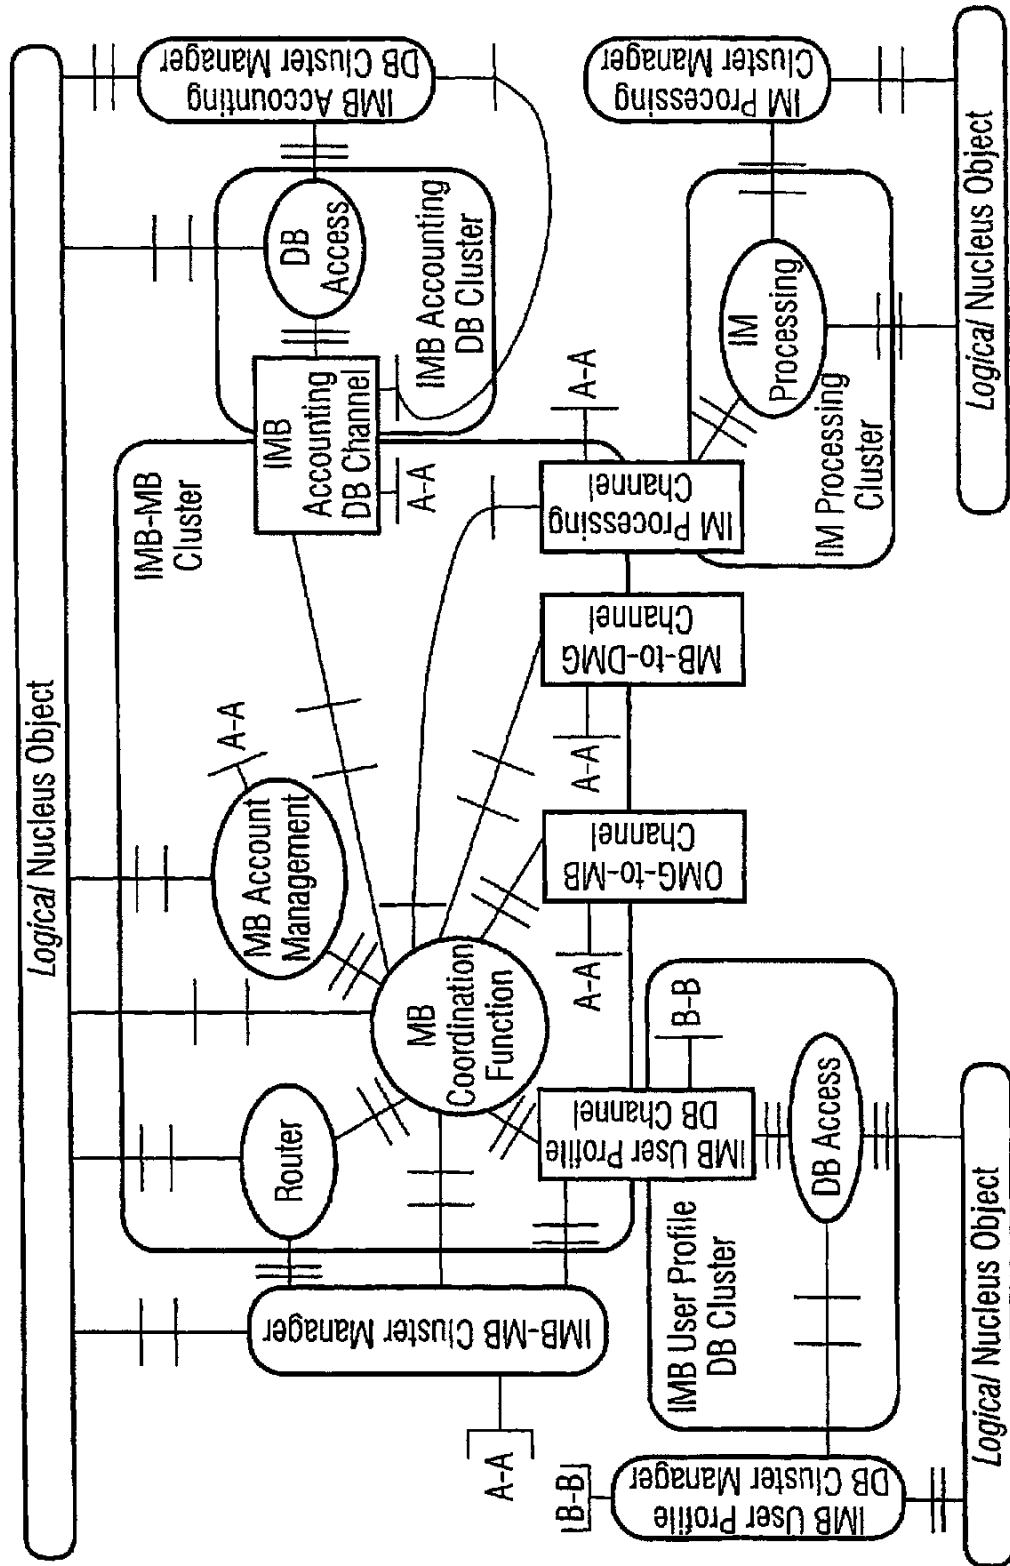 Logical Nucleus Object
IMB-MB Cluster Manager
A-A
IMB-MB
Cluster
Router
MB
Coordination
Function
MB Account
Management
A-A
IMB
Accounting
DB Channel
A-A
DB
Access
IMB Accounting
DB Cluster
IMB Accounting
DB Cluster Manager
IMB User Profile
DB Channel
B-B
OMG-to-MB
Channel
A-A
MB-to-DMG
Channel
A-A
IM Processing
Channel
A-A
IMB User Profile
DB Cluster
DB Access
IMB User Profile
DB Cluster Manager
B-B
Logical Nucleus Object
IM
Processing
IM Processing
Cluster
IM Processing
Cluster Manager
Logical Nucleus Object